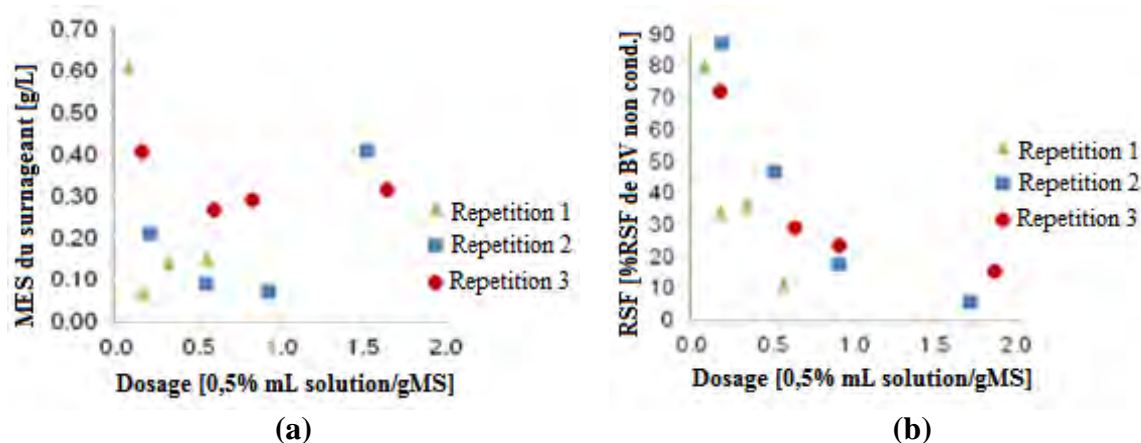 MES du surnageant [g/L]
0.70
0.60
0.50
0.40
0.30
0.20
0.10
0.00
0.0 0.5 1.0 1.5 2.0
Dosage [0,5% mL solution/gMS]
Repetition 1
Repetition 2
Repetition 3
(a)
RSF [%RSF de BV non cond.]
90
80
70
60
50
40
30
20
10
0
0.0 0.5 1.0 1.5 2.0
Dosage [0,5% mL solution/gMS]
Repetition 1
Repetition 2
Repetition 3
(b)